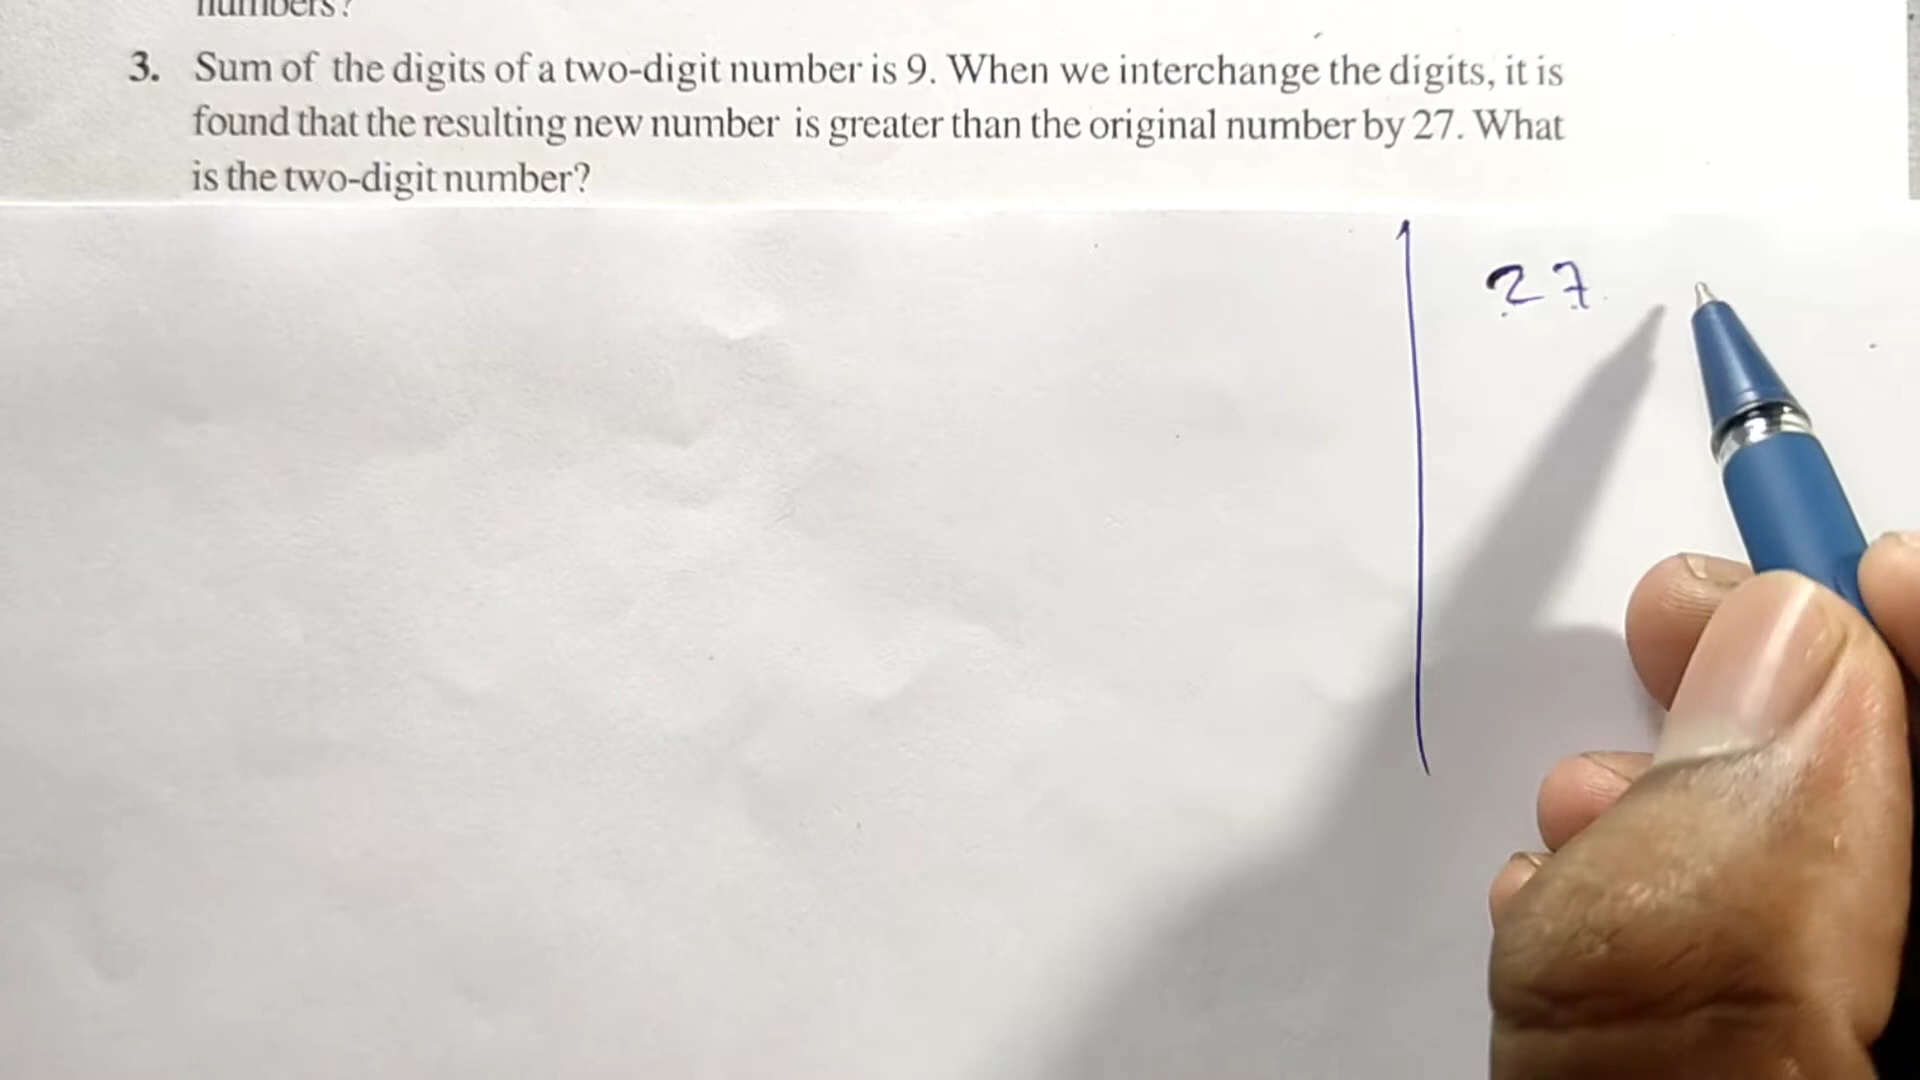 numbers?
3. Sum of the digits of a two-digit number is 9. When we interchange the digits, it is
found that the resulting new number is greater than the original number by 27. What
is the two-digit number?
27